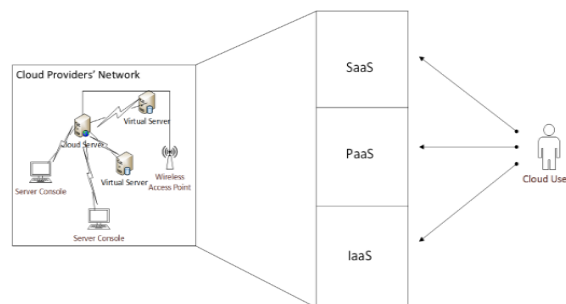 Cloud Providers' Network
Virtual Server
Cloud Server
Virtual Server
Wireless
Access Point
Server Console
Server Console
SaaS
PaaS
IaaS
Cloud Use